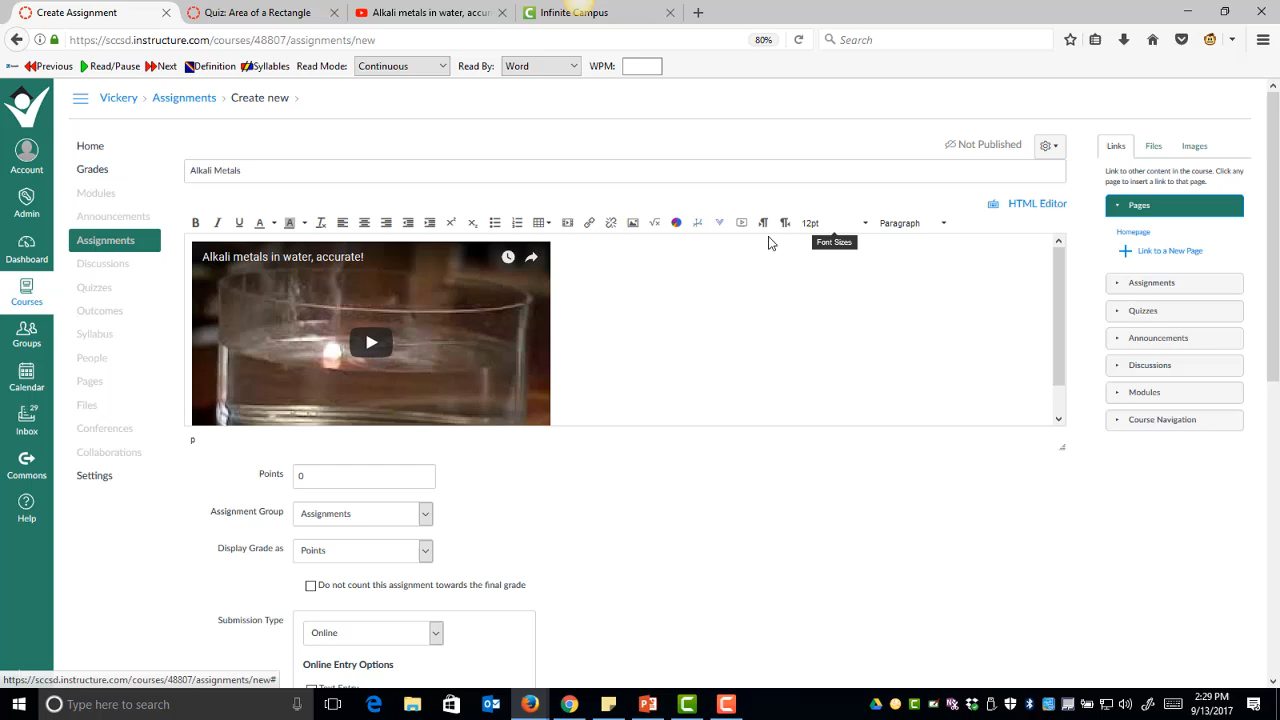 Create Assignment
Quiz: Area of Rectangle
Alkali metals in water, accur
Infinite Campus
https://sccsd.instructure.com/courses/48807/assignments/new
80%
Search
Previous
Read/Pause
Next
Definition
Syllables
Read Mode:
Continuous
Read By:
Word
WPM:
Vickery > Assignments > Create new >
Account
Admin
Dashboard
Courses
Groups
Calendar
29
Inbox
Commons
Help
Home
Grades
Modules
Announcements
Assignments
Discussions
Quizzes
Outcomes
Syllabus
People
Pages
Files
Conferences
Collaborations
Settings
Not Published
Alkali Metals
HTML Editor
12pt
Paragraph
Font Sizes
Alkali metals in water, accurate!
p
Points
0
Assignment Group
Assignments
Display Grade as
Points
Do not count this assignment towards the final grade
Submission Type
Online
Online Entry Options
Text Entry
Links
Files
Images
Link to other content in the course. Click any
page to insert a link to that page.
Pages
Homepage
Link to a New Page
Assignments
Quizzes
Announcements
Discussions
Modules
Course Navigation
https://sccsd.instructure.com/courses/48807/assignments/new#
Type here to search
2:29 PM
9/13/2017